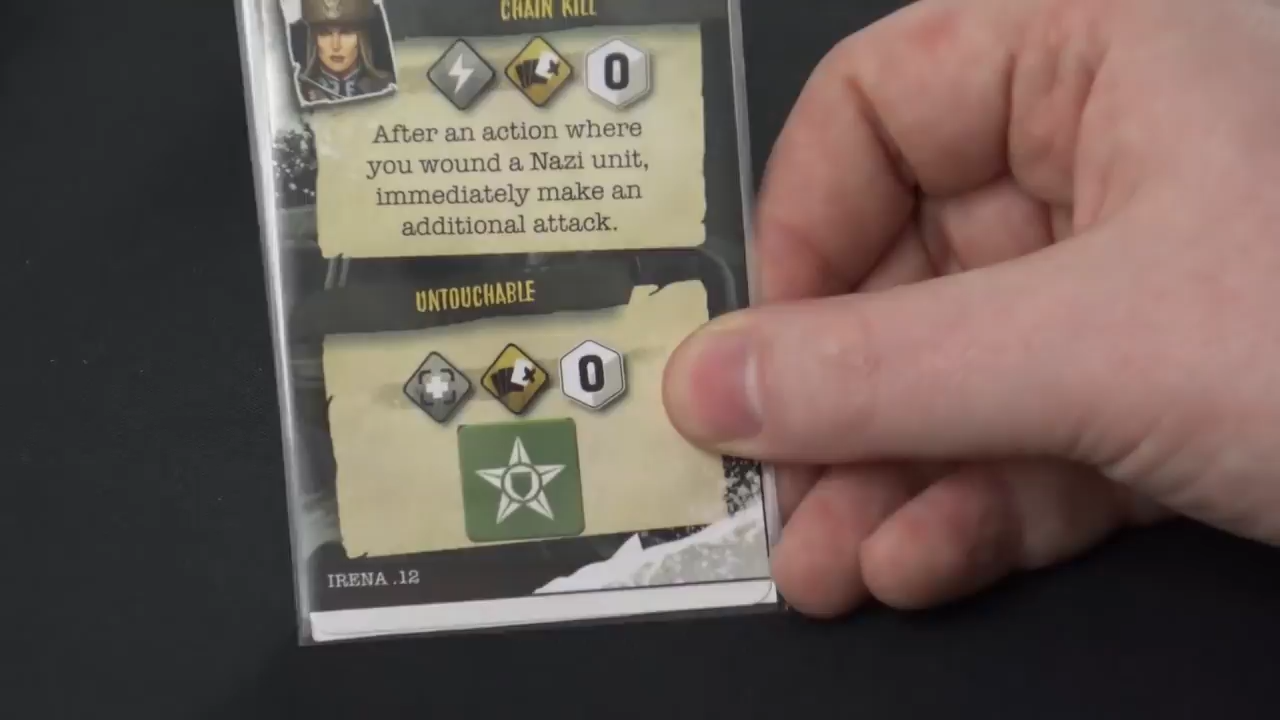 CHAIN KILL
0
After an action where
you wound a Nazi unit,
immediately make an
additional attack.
UNTOUCHABLE
0
IRENA .12